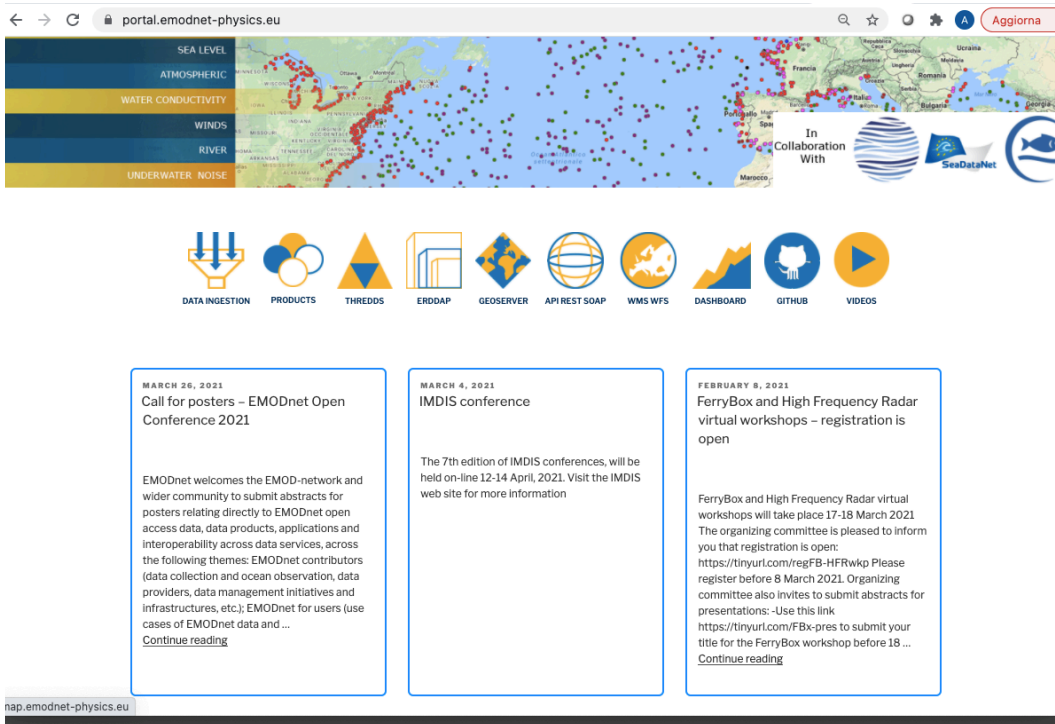 portal.emodnet-physics.eu
A
Aggiorna
SEA LEVEL
ATMOSPHERIC
WATER CONDUCTIVITY
WINDS
RIVER
UNDERWATER NOISE
Ottawa
Montréal
Francia
Ucraina
Romania
Bulgaria
Georgia
Portogallo
Marocco
In
Collaboration
With
SeaDataNet
DATA INGESTION
PRODUCTS
THREDDS
ERDDAP
GEOSERVER
API REST SOAP
WMS WFS
DASHBOARD
GITHUB
VIDEOS
MARCH 26, 2021
Call for posters – EMODnet Open
Conference 2021
EMODnet welcomes the EMOD-network and
wider community to submit abstracts for
posters relating directly to EMODnet open
access data, data products, applications and
interoperability across data services, across
the following themes: EMODnet contributors
(data collection and ocean observation, data
providers, data management initiatives and
infrastructures, etc.); EMODnet for users (use
cases of EMODnet data and ...
Continue reading
MARCH 4, 2021
IMDIS conference
The 7th edition of IMDIS conferences, will be
held on-line 12-14 April, 2021. Visit the IMDIS
web site for more information
FEBRUARY 8, 2021
FerryBox and High Frequency Radar
virtual workshops – registration is
open
FerryBox and High Frequency Radar virtual
workshops will take place 17-18 March 2021
The organizing committee is pleased to inform
you that registration is open:
https://tinyurl.com/regFB-HFRwkp Please
register before 8 March 2021. Organizing
committee also invites to submit abstracts for
presentations: -Use this link
https://tinyurl.com/FBx-pres to submit your
title for the FerryBox workshop before 18 ...
Continue reading
nap.emodnet-physics.eu